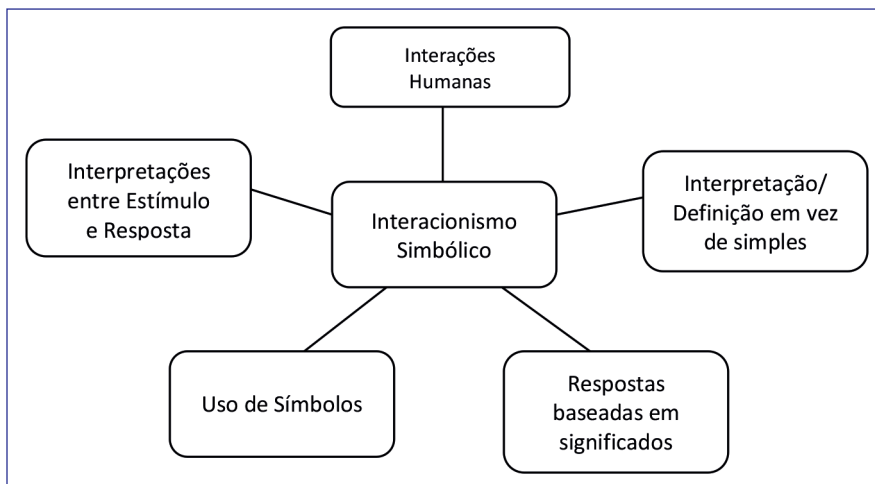 Interações
Humanas
Interpretações
entre Estímulo
e Resposta
Interacionismo
Simbólico
Interpretação/
Definição em vez
de simples
Uso de Símbolos
Respostas
baseadas em
significados